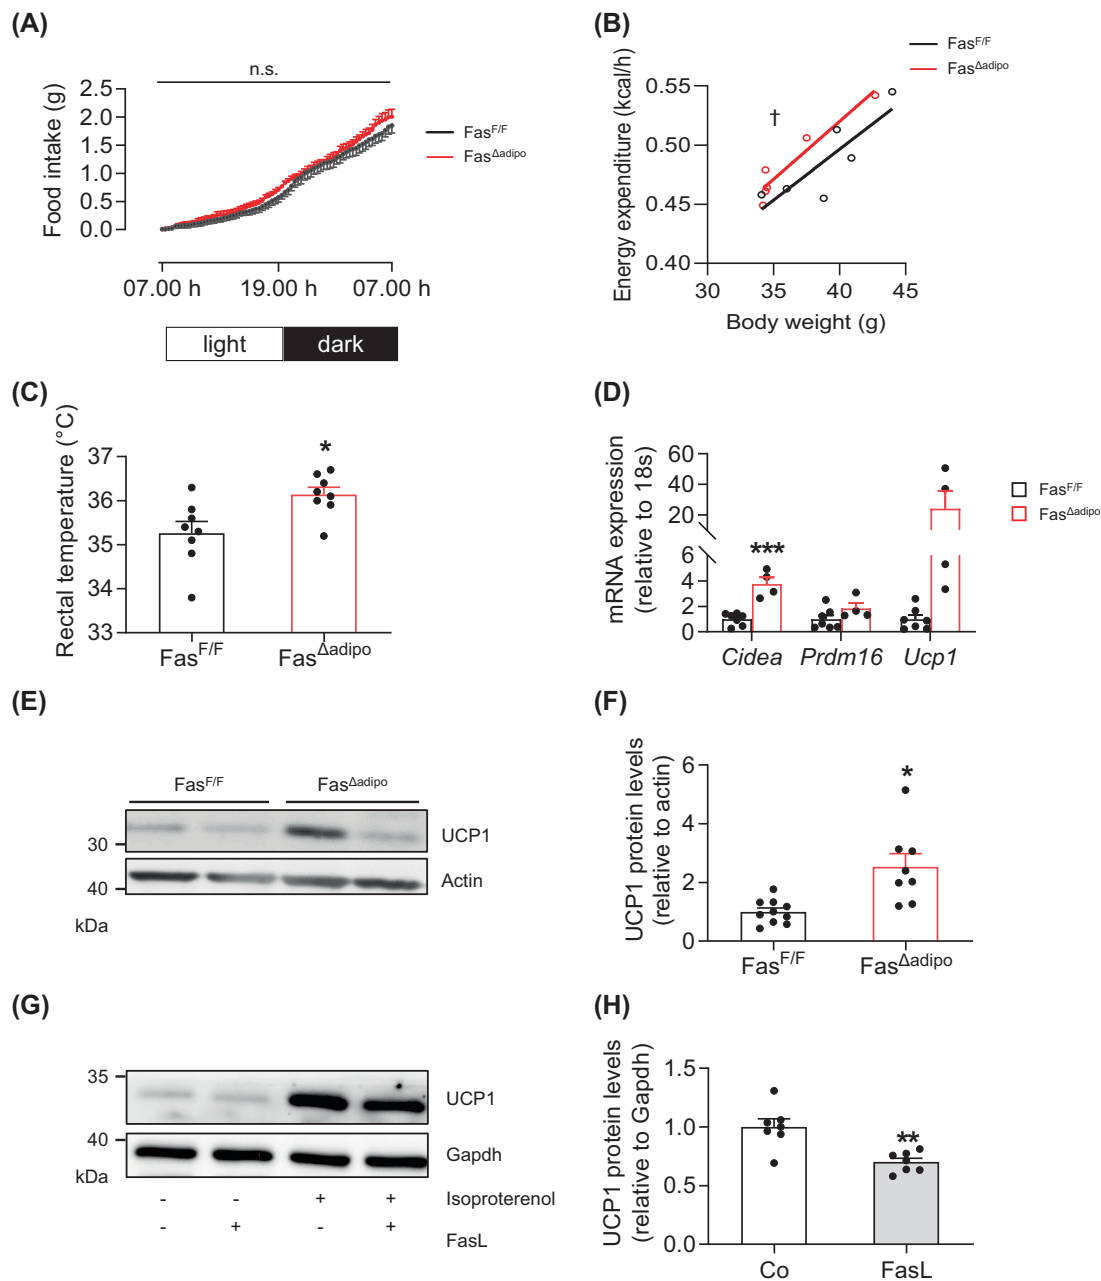 (A)
n.s.
Food intake (g)
2.5
2.0
1.5
1.0
0.5
0.0
07.00 h 19.00 h 07.00 h
light dark
Fas^F/F
Fas^Δadipo
(B)
Energy expenditure (kcal/h)
0.55
0.50
0.45
0.40
†
30 35 40 45
Body weight (g)
Fas^F/F
Fas^Δadipo
(C)
Rectal temperature (°C)
37
36
35
34
33
*
Fas^F/F Fas^Δadipo
(D)
mRNA expression
(relative to 18s)
60
40
20
6
4
2
0
***
Cidea Prdm16 Ucp1
Fas^F/F
Fas^Δadipo
(E)
Fas^F/F Fas^Δadipo
30 UCP1
40 Actin
kDa
(F)
UCP1 protein levels
(relative to actin)
6
4
2
0
*
Fas^F/F Fas^Δadipo
(G)
35 UCP1
40 Gapdh
kDa
- - + + Isoproterenol
- + - + FasL
(H)
UCP1 protein levels
(relative to Gapdh)
1.5
1.0
0.5
0.0
**
Co FasL